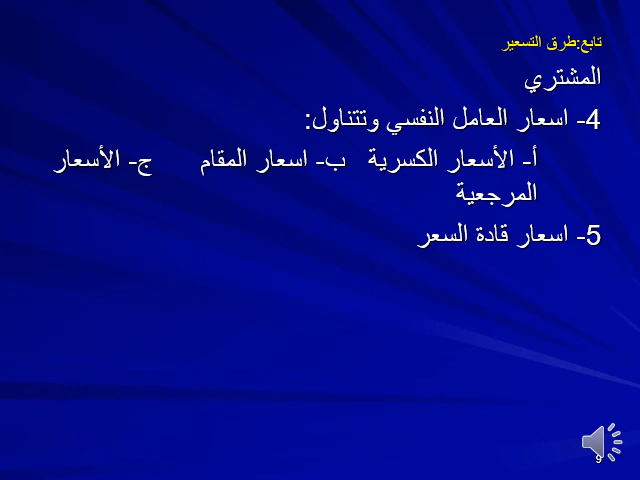 تابع:طرق التسعير
المشتري
4- اسعار العامل النفسي وتتناول:
أ- الأسعار الكسرية ب- اسعار المقام ج- الأسعار
المرجعية
5- اسعار قادة السعر
9